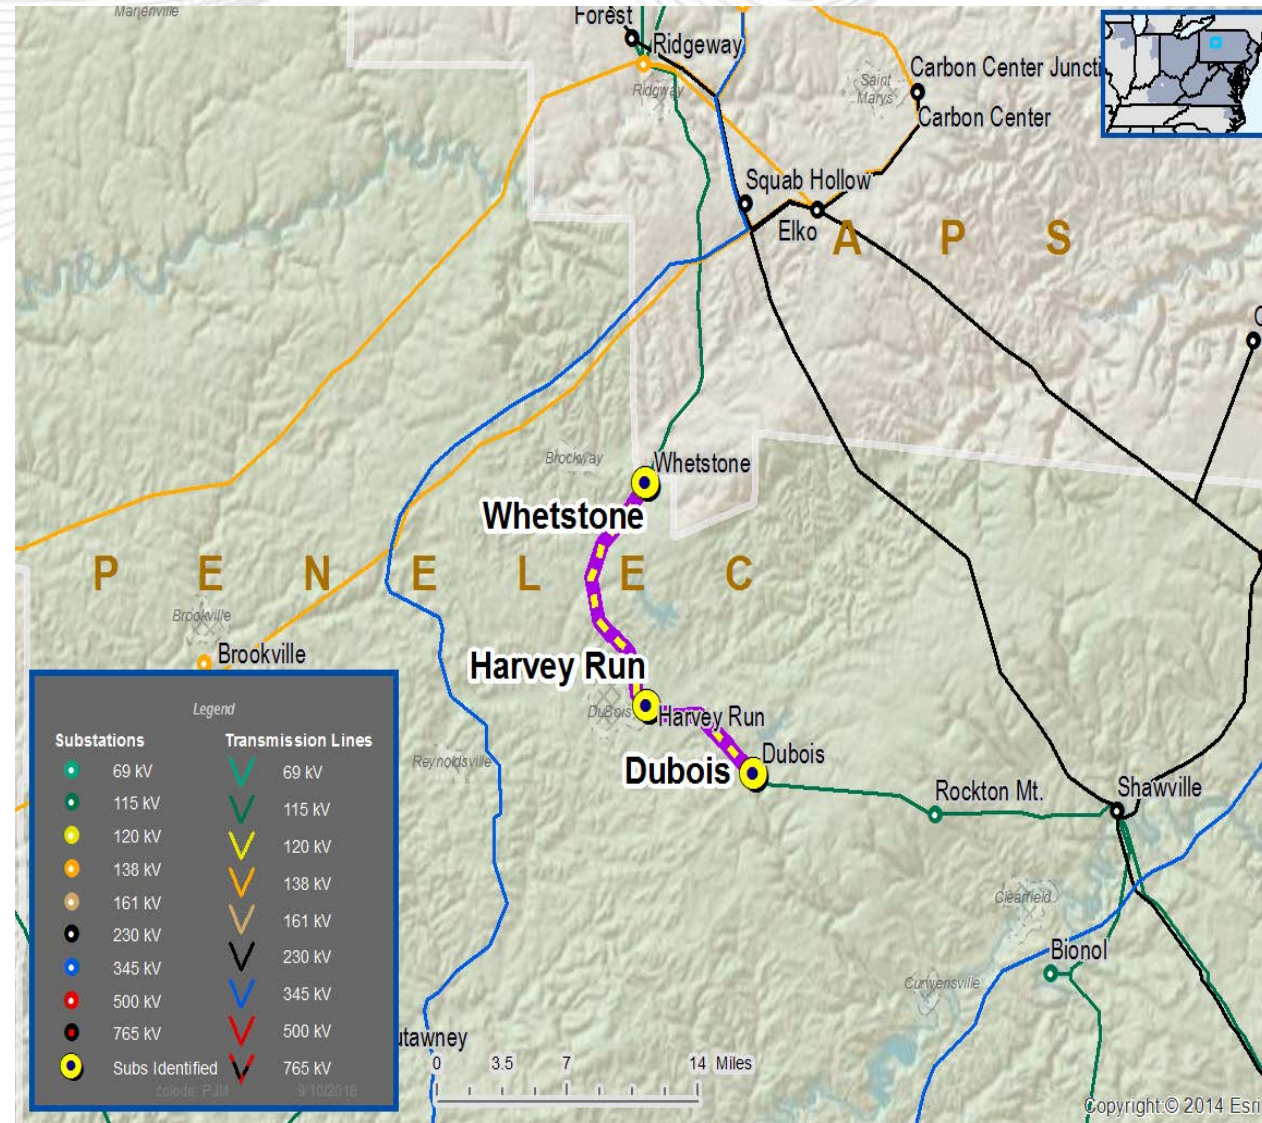 Marienville
Forest
Ridgeway
Ridgway
Saint
Marys
Carbon Center Juncti
Carbon Center
Squab Hollow
Elko
A P S
Brockway
Whetstone
Whetstone
P E N E L E C
Brookville
Brookville
Harvey Run
DuBois
Harvey Run
Dubois
Dubois
Reynoldsville
Rockton Mt.
Shawville
Clearfield
Bionol
Curwensville
utawney
Legend
Substations
Transmission Lines
69 kV
69 kV
115 kV
115 kV
120 kV
120 kV
138 kV
138 kV
161 kV
161 kV
230 kV
230 kV
345 kV
345 kV
500 kV
500 kV
765 kV
765 kV
Subs Identified
PJM
9/10/2018
0 3.5 7 14 Miles
Copyright:© 2014 Esri